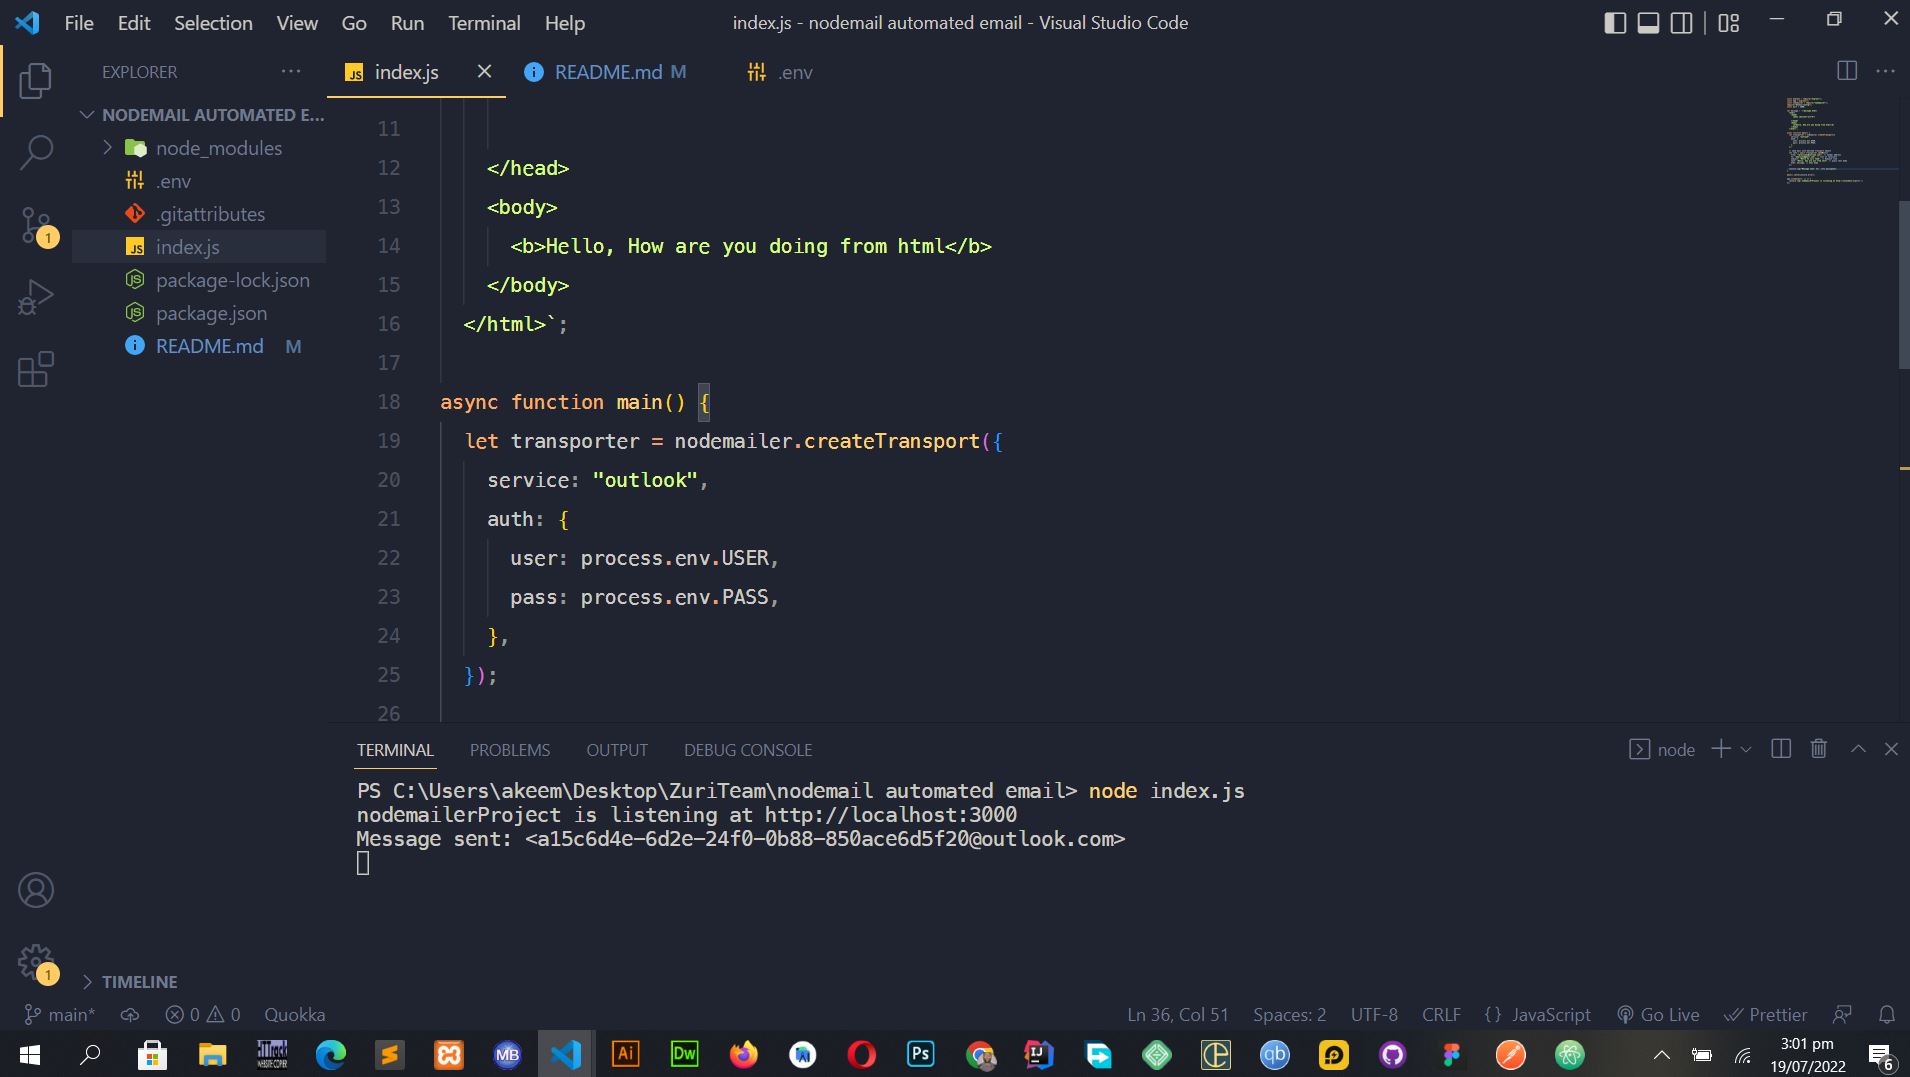 File Edit Selection View Go Run Terminal Help
index.js - nodemail automated email - Visual Studio Code
EXPLORER
index.js
README.md M
.env
NODEMAIL AUTOMATED E...
node_modules
.env
.gitattributes
index.js
package-lock.json
package.json
README.md M
1
11
12 </head>
13 <body>
14 <b>Hello, How are you doing from html</b>
15 </body>
16 </html>`;
17
18 async function main() {
19 let transporter = nodemailer.createTransport({
20 service: "outlook",
21 auth: {
22 user: process.env.USER,
23 pass: process.env.PASS,
24 },
25 });
26
TERMINAL PROBLEMS OUTPUT DEBUG CONSOLE
node
PS C:\Users\akeem\Desktop\ZuriTeam\nodemail automated email> node index.js
nodemailerProject is listening at http://localhost:3000
Message sent: <a15c6d4e-6d2e-24f0-0b88-850ace6d5f20@outlook.com>
1
TIMELINE
main* 0 0 Quokka
Ln 36, Col 51 Spaces: 2 UTF-8 CRLF {} JavaScript Go Live Prettier
MB Ai Dw Ps IJ qb
3:01 pm
19/07/2022
6